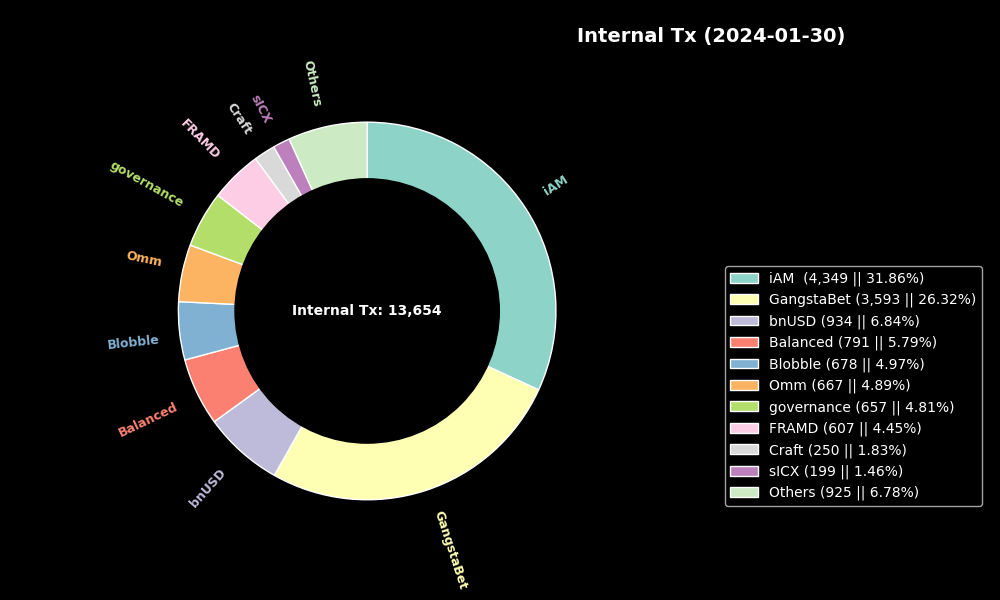 Internal Tx (2024-01-30)
Others
sICX
Craft
FRAMD
governance
Omm
Blobble
Balanced
bnUSD
GangstaBet
iAM
Internal Tx: 13,654
iAM  (4,349 || 31.86%)
GangstaBet (3,593 || 26.32%)
bnUSD (934 || 6.84%)
Balanced (791 || 5.79%)
Blobble (678 || 4.97%)
Omm (667 || 4.89%)
governance (657 || 4.81%)
FRAMD (607 || 4.45%)
Craft (250 || 1.83%)
sICX (199 || 1.46%)
Others (925 || 6.78%)